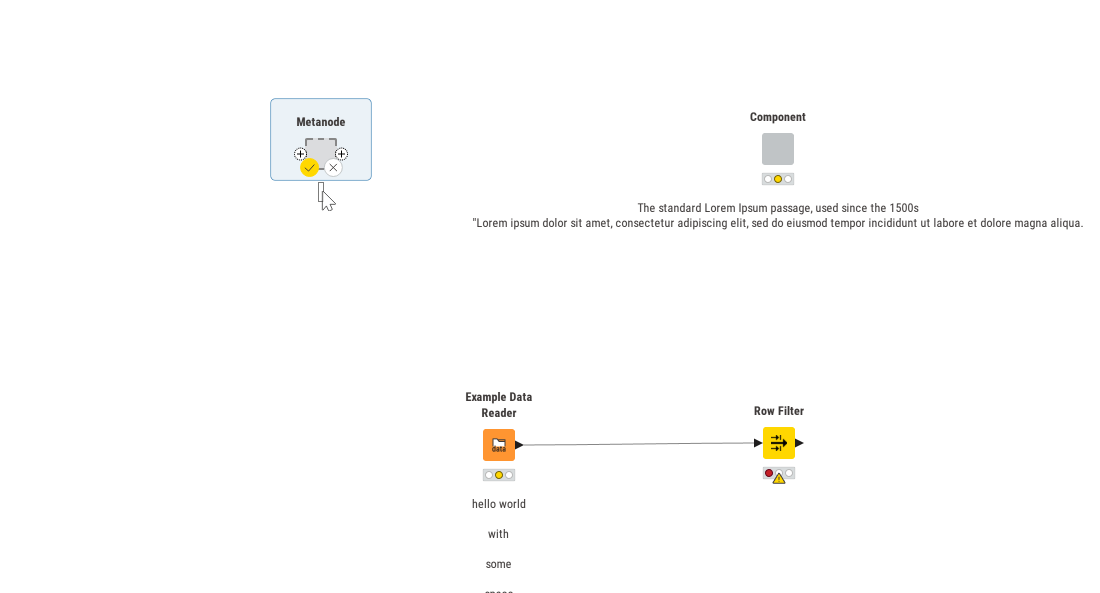 Metanode
Component
The standard Lorem Ipsum passage, used since the 1500s
"Lorem ipsum dolor sit amet, consectetur adipiscing elit, sed do eiusmod tempor incididunt ut labore et dolore magna aliqua.
Example Data
Reader
data
Row Filter
hello world
with
some